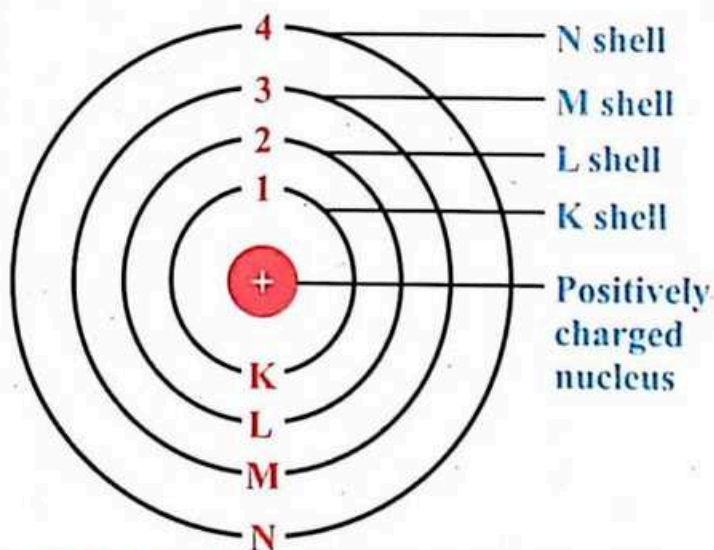 4
N shell
3
M shell
2
L shell
1
K shell
+
Positively
charged
nucleus
K
L
M
N